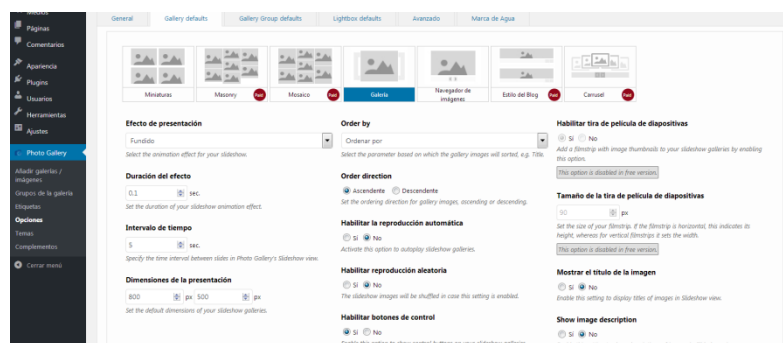 Medios
Páginas
Comentarios
Apariencia
Plugins
Usuarios
Herramientas
Ajustes
Photo Gallery
Añadir galerías /
imágenes
Grupos de la galería
Etiquetas
Opciones
Temas
Complementos
Cerrar menú
General
Gallery defaults
Gallery Group defaults
Lightbox defaults
Avanzado
Marca de Agua
Miniaturas
Masonry
Paid
Mosaico
Paid
Galería
Navegador de
imágenes
Estilo del Blog
Paid
Carrusel
Paid
Efecto de presentación
Fundido
Select the animation effect for your slideshow.
Duración del efecto
0,1 sec.
Set the duration of your slideshow animation effect.
Intervalo de tiempo
5 sec.
Specify the time interval between slides in Photo Gallery's Slideshow view.
Dimensiones de la presentación
800 px 500 px
Set the default dimensions of your slideshow galleries.
Order by
Ordenar por
Select the parameter based on which the gallery images will be sorted, e.g. Title.
Order direction
Ascendente Descendente
Set the ordering direction for gallery images, ascending or descending.
Habilitar la reproducción automática
Sí No
Activate this option to autoplay slideshow galleries.
Habilitar reproducción aleatoria
Sí No
The slideshow images will be shuffled in case this setting is enabled.
Habilitar botones de control
Sí No
Enable this option to show control buttons on your slideshow galleries.
Habilitar tira de película de diapositivas
Sí No
Add a filmstrip with image thumbnails to your slideshow galleries by enabling
this option.
This option is disabled in free version.
Tamaño de la tira de película de diapositivas
90 px
Set the size of your filmstrip. If the filmstrip is horizontal, this indicates its
height, whereas for vertical filmstrips it sets the width.
This option is disabled in free version.
Mostrar el título de la imagen
Sí No
Enable this setting to display titles of images in Slideshow view.
Show image description
Sí No